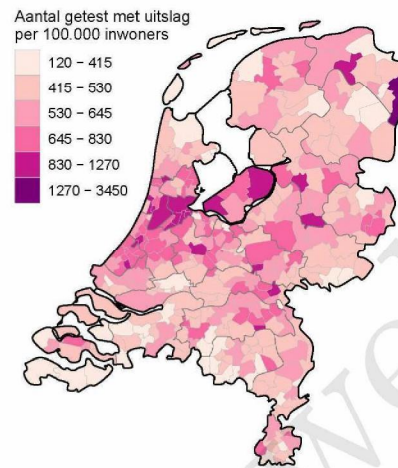 Aantal getest met uitslag
per 100.000 inwoners
120 – 415
415 – 530
530 – 645
645 – 830
830 – 1270
1270 – 3450